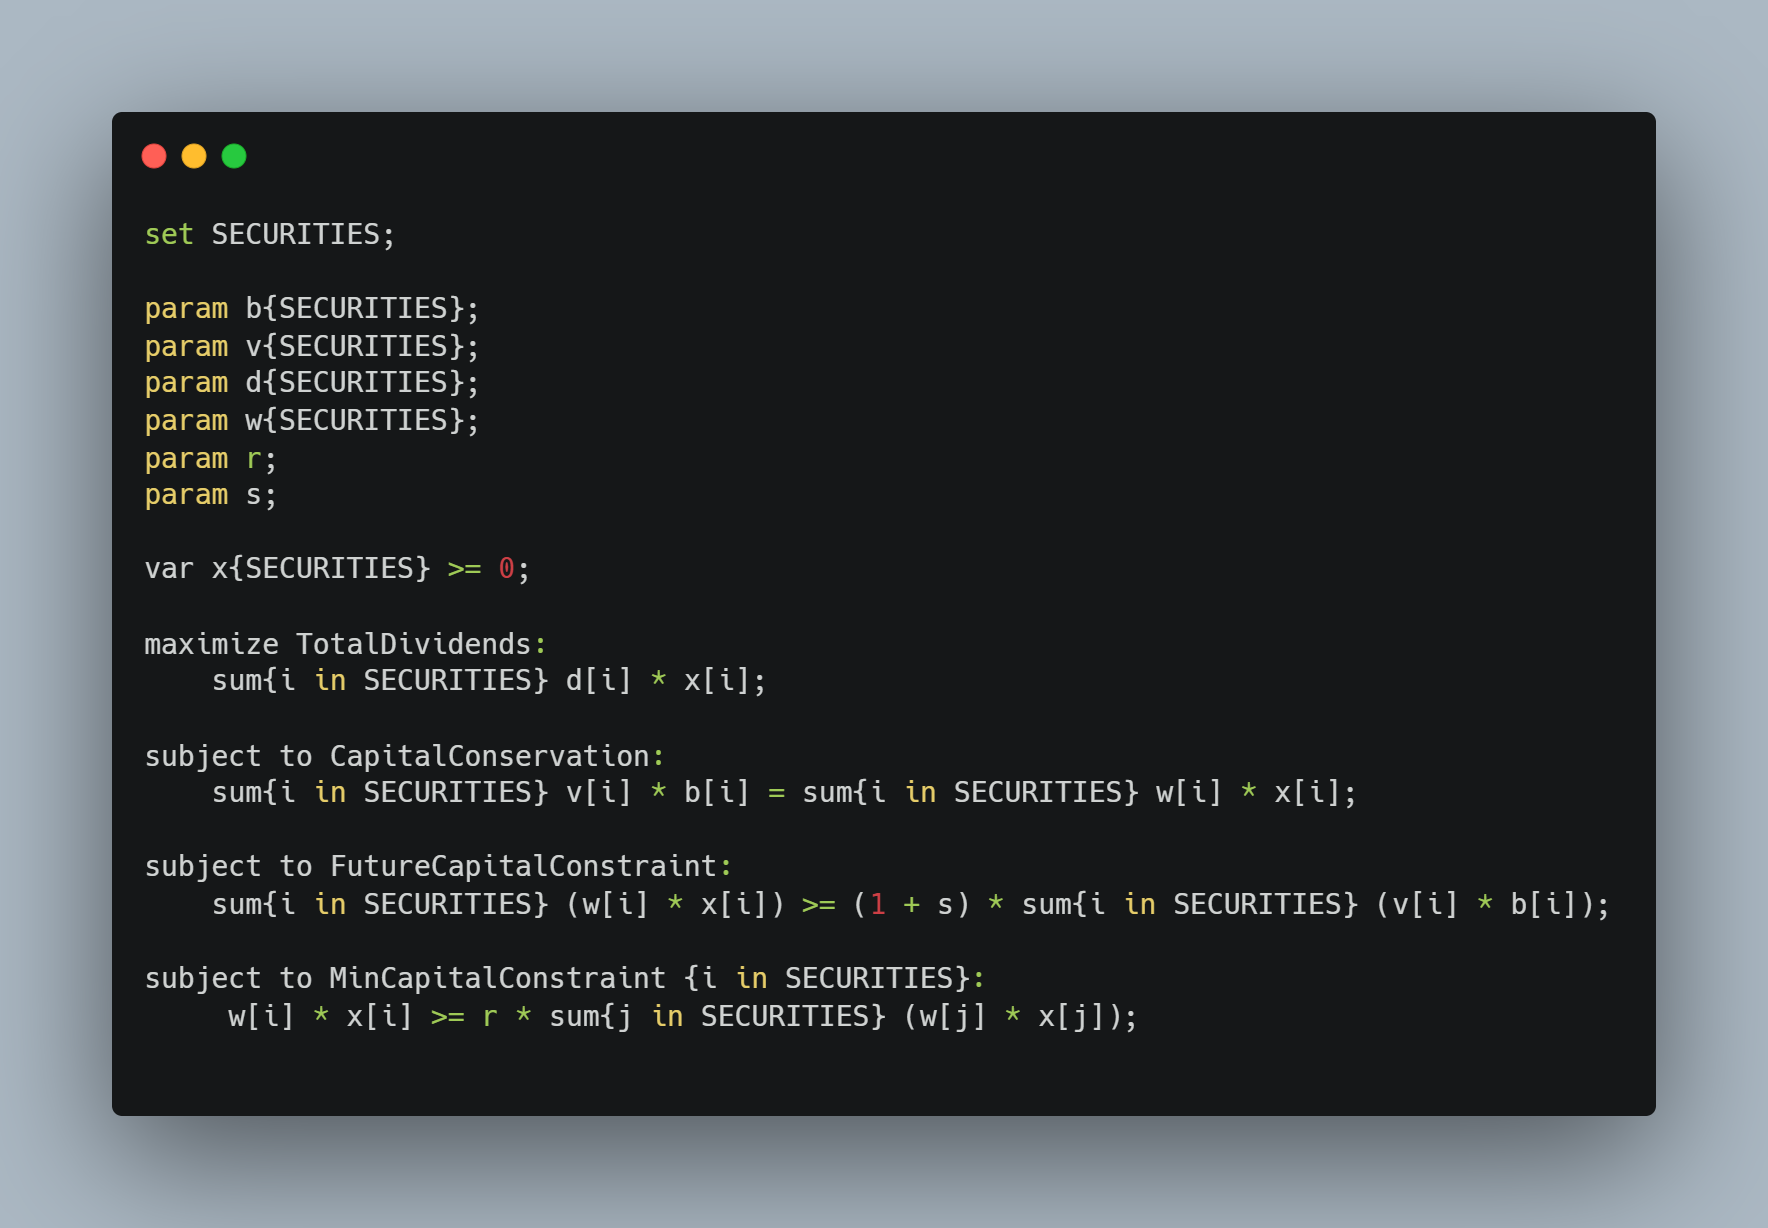 set SECURITIES;
param b{SECURITIES};
param v{SECURITIES};
param d{SECURITIES};
param w{SECURITIES};
param r;
param s;
var x{SECURITIES} >= 0;
maximize TotalDividends:
    sum{i in SECURITIES} d[i] * x[i];
subject to CapitalConservation:
    sum{i in SECURITIES} v[i] * b[i] = sum{i in SECURITIES} w[i] * x[i];
subject to FutureCapitalConstraint:
    sum{i in SECURITIES} (w[i] * x[i]) >= (1 + s) * sum{i in SECURITIES} (v[i] * b[i]);
subject to MinCapitalConstraint {i in SECURITIES}:
     w[i] * x[i] >= r * sum{j in SECURITIES} (w[j] * x[j]);